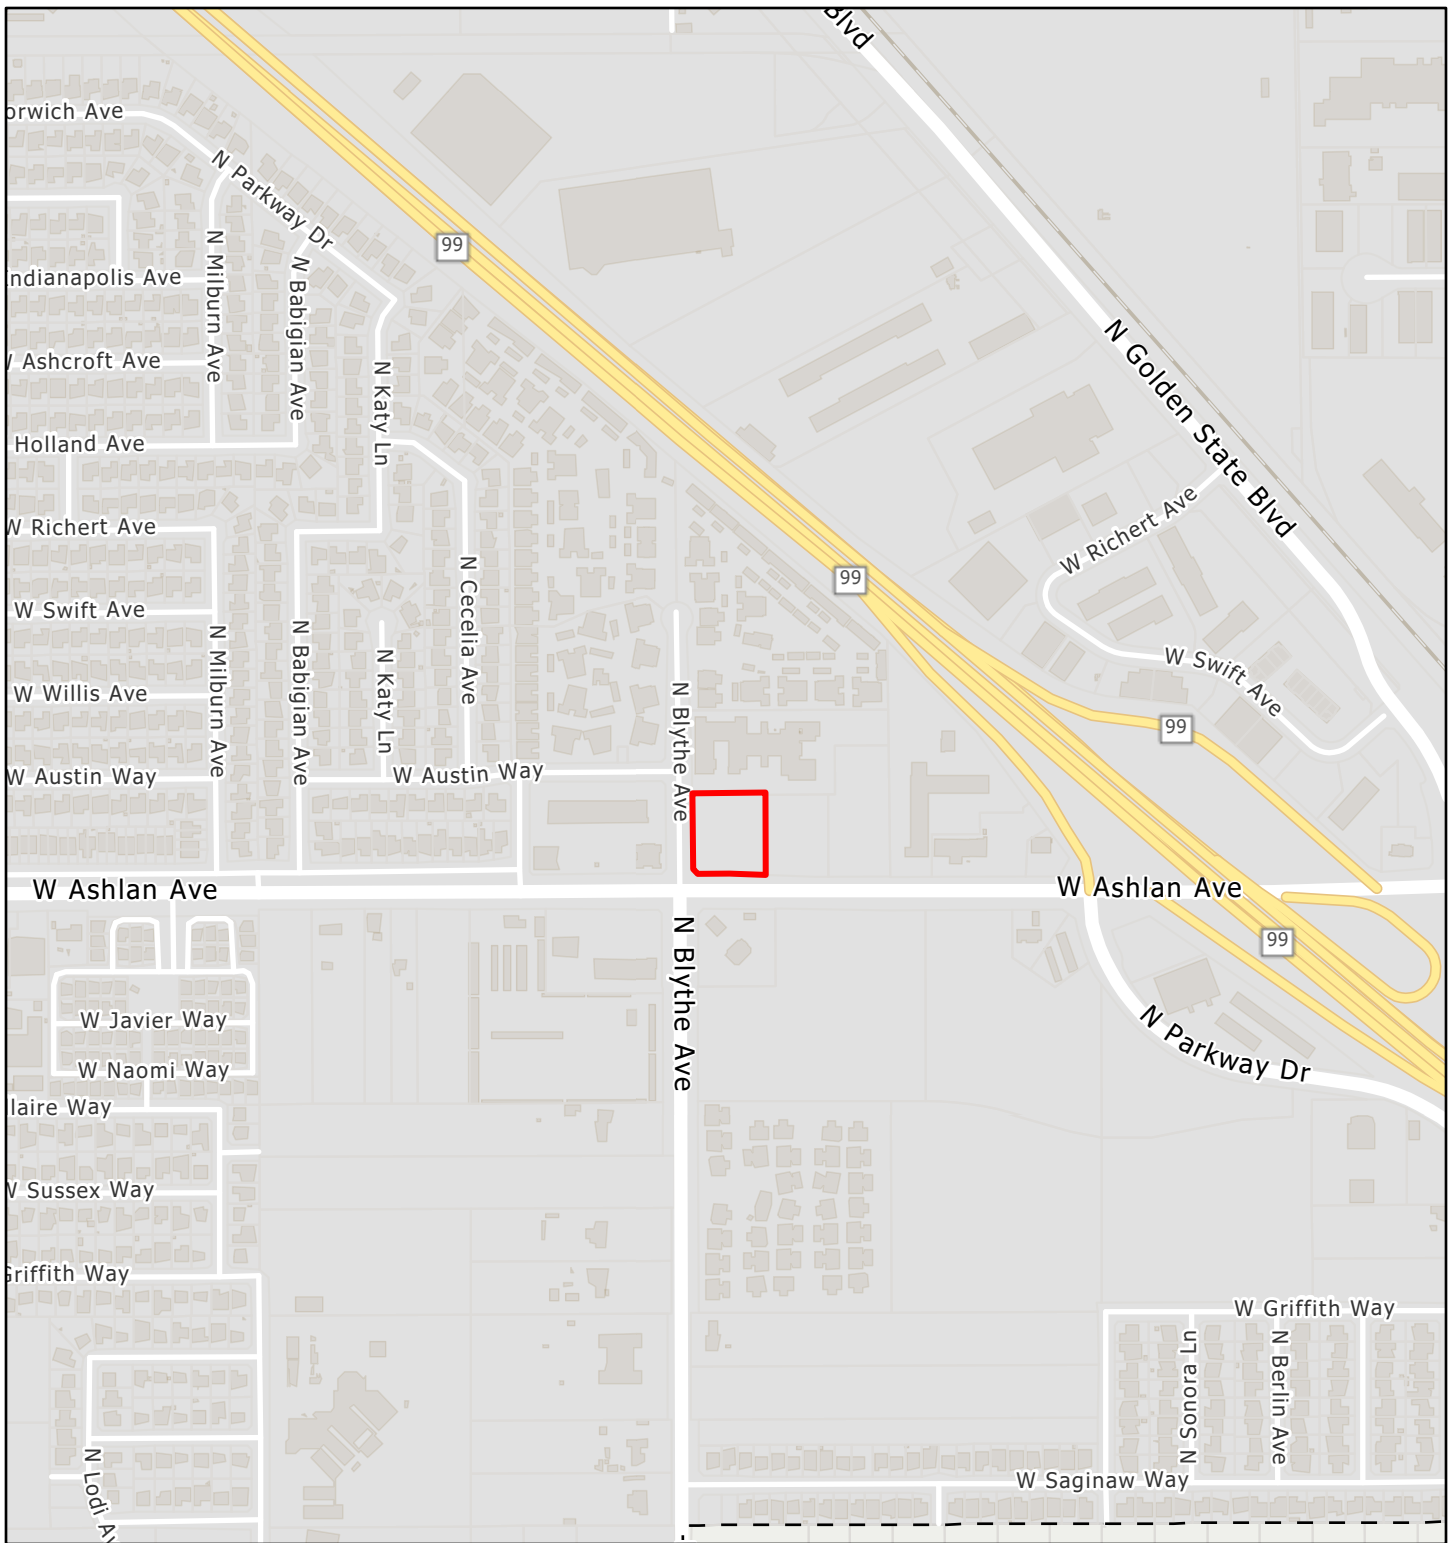 Blvd
orwich Ave
N Parkway Dr
99
N Milburn Ave
N Babigian Ave
ndianapolis Ave
N Golden State Blvd
Ashcroft Ave
N Katy Ln
Holland Ave
W Richert Ave
W Richert Ave
99
N Cecelia Ave
W Swift Ave
N Milburn Ave
N Babigian Ave
N Katy Ln
W Swift Ave
N Blythe Ave
W Willis Ave
99
W Austin Way
W Austin Way
W Ashlan Ave
W Ashlan Ave
N Blythe Ave
99
W Javier Way
N Parkway Dr
W Naomi Way
laire Way
W Sussex Way
Griffith Way
W Griffith Way
N Sonora Ln
N Berlin Ave
N Lodi Av
W Saginaw Way